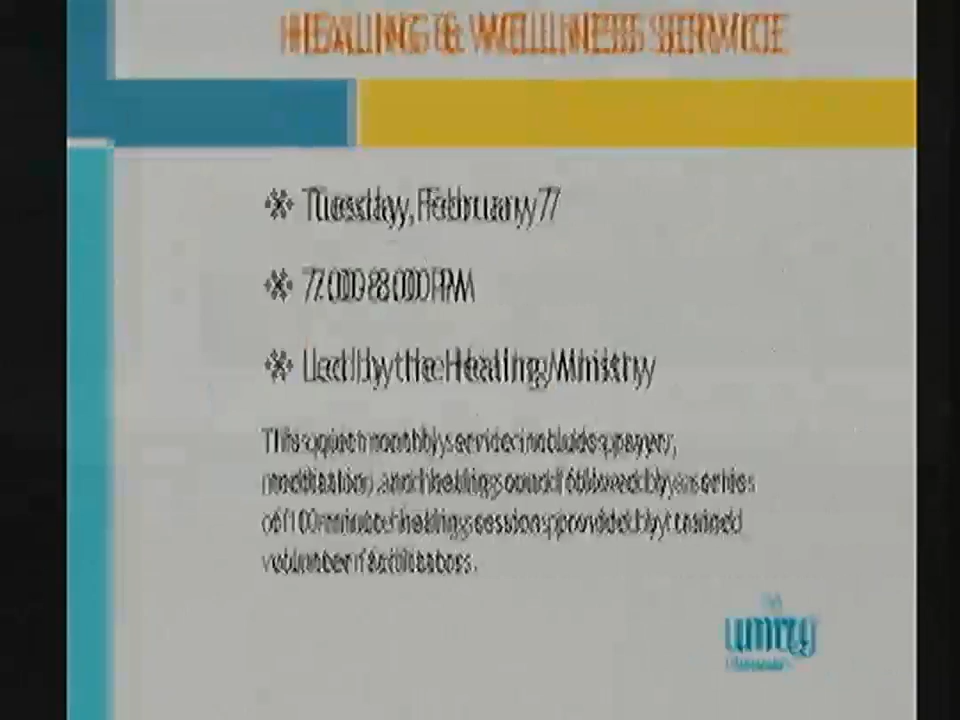 HEALING & WELLNESS SERVICE
Tuesday, February 7
7:00-8:00 PM
Led by the Healing Ministry
This quiet monthly service includes prayer,
meditation, and healing sound followed by a series
of 10 minute healing sessions provided by trained
volunteer facilitators.
unity